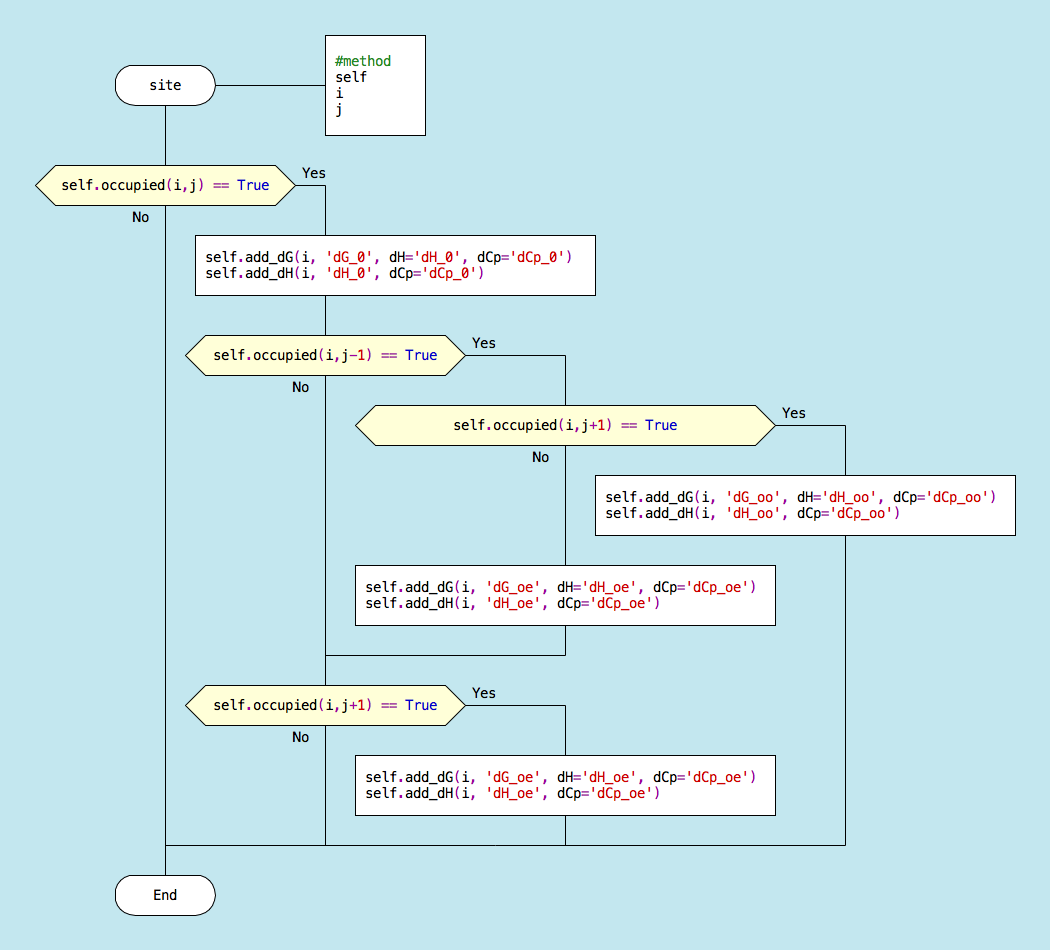 #method
self
i
j
site
self.occupied(i,j) == True
Yes
No
self.add_dG(i, 'dG_0', dH='dH_0', dCp='dCp_0')
self.add_dH(i, 'dH_0', dCp='dCp_0')
self.occupied(i,j-1) == True
Yes
No
self.occupied(i,j+1) == True
Yes
No
self.add_dG(i, 'dG_oo', dH='dH_oo', dCp='dCp_oo')
self.add_dH(i, 'dH_oo', dCp='dCp_oo')
self.add_dG(i, 'dG_oe', dH='dH_oe', dCp='dCp_oe')
self.add_dH(i, 'dH_oe', dCp='dCp_oe')
self.occupied(i,j+1) == True
Yes
No
self.add_dG(i, 'dG_oe', dH='dH_oe', dCp='dCp_oe')
self.add_dH(i, 'dH_oe', dCp='dCp_oe')
End